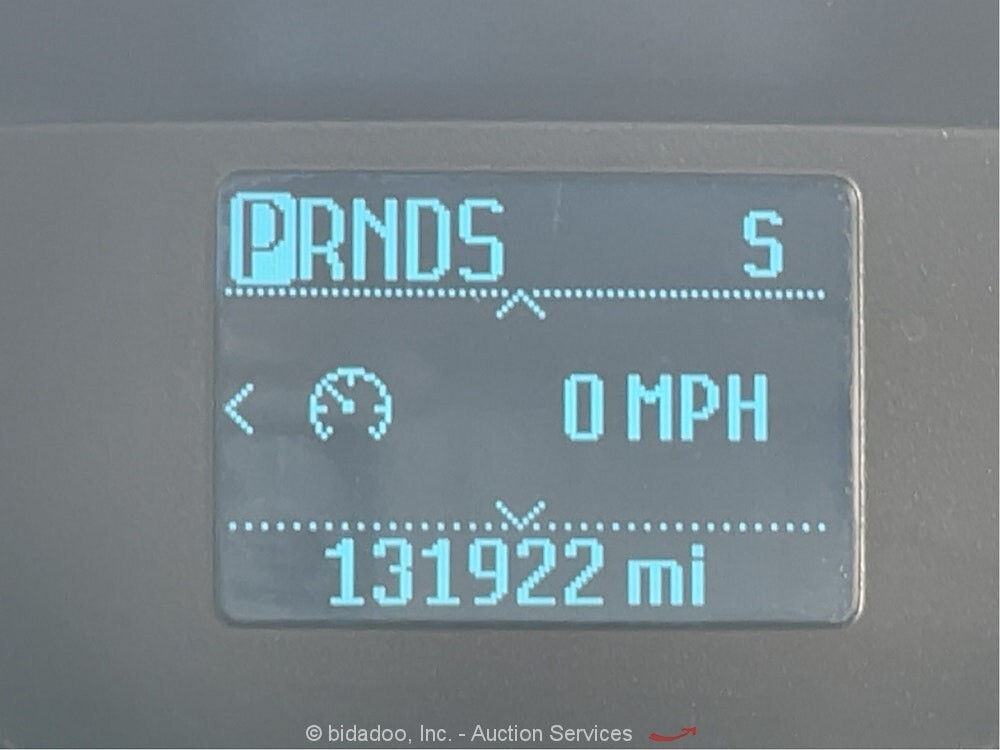 PRNDS S
0 MPH
131922 mi
© bidadoo, Inc. - Auction Services